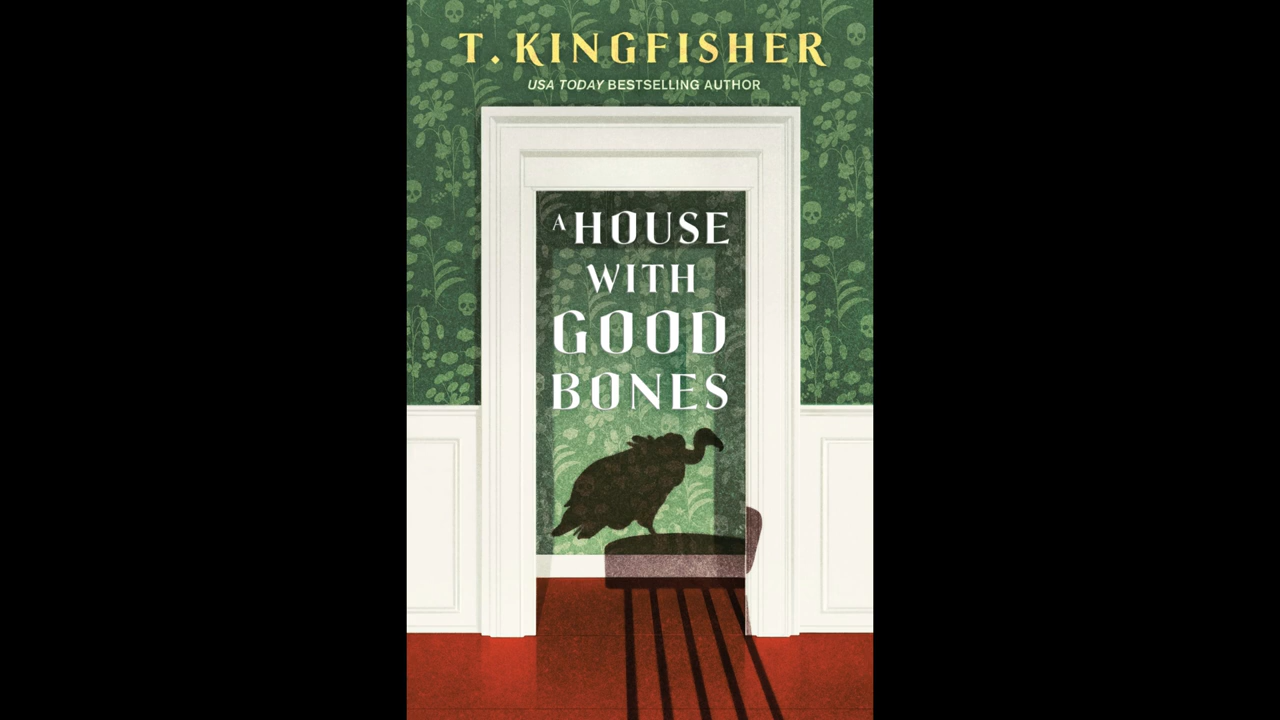 T. KINGFISHER
USA TODAY BESTSELLING AUTHOR
A HOUSE
WITH
GOOD
BONES